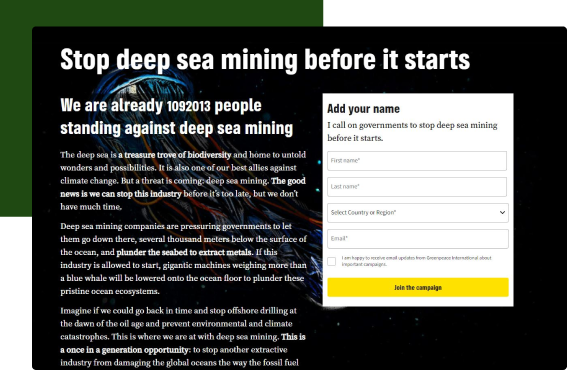 Stop deep sea mining before it starts
We are already 1092013 people
standing against deep sea mining
The deep sea is a treasure trove of biodiversity and home to untold
wonders and possibilities. It is also one of our best allies against
climate change. But a threat is coming: deep sea mining. The good
news is we can stop this industry before it's too late, but we don't
have much time.
Deep sea mining companies are pressuring governments to let
them go down there, several thousand meters below the surface of
the ocean, and plunder the seabed to extract metals. If this
industry is allowed to start, gigantic machines weighing more than
a blue whale will be lowered onto the ocean floor to plunder these
pristine ocean ecosystems.
Imagine if we could go back in time and stop offshore drilling at
the dawn of the oil age and prevent environmental and climate
catastrophes. This is where we are at with deep sea mining. This is
a once in a generation opportunity: to stop another extractive
industry from damaging the global oceans the way the fossil fuel
Add your name
I call on governments to stop deep sea mining
before it starts.
First name*
Last name*
Select Country or Region*
Email*
I am happy to receive email updates from Greenpeace International about
important campaigns.
Join the campaign